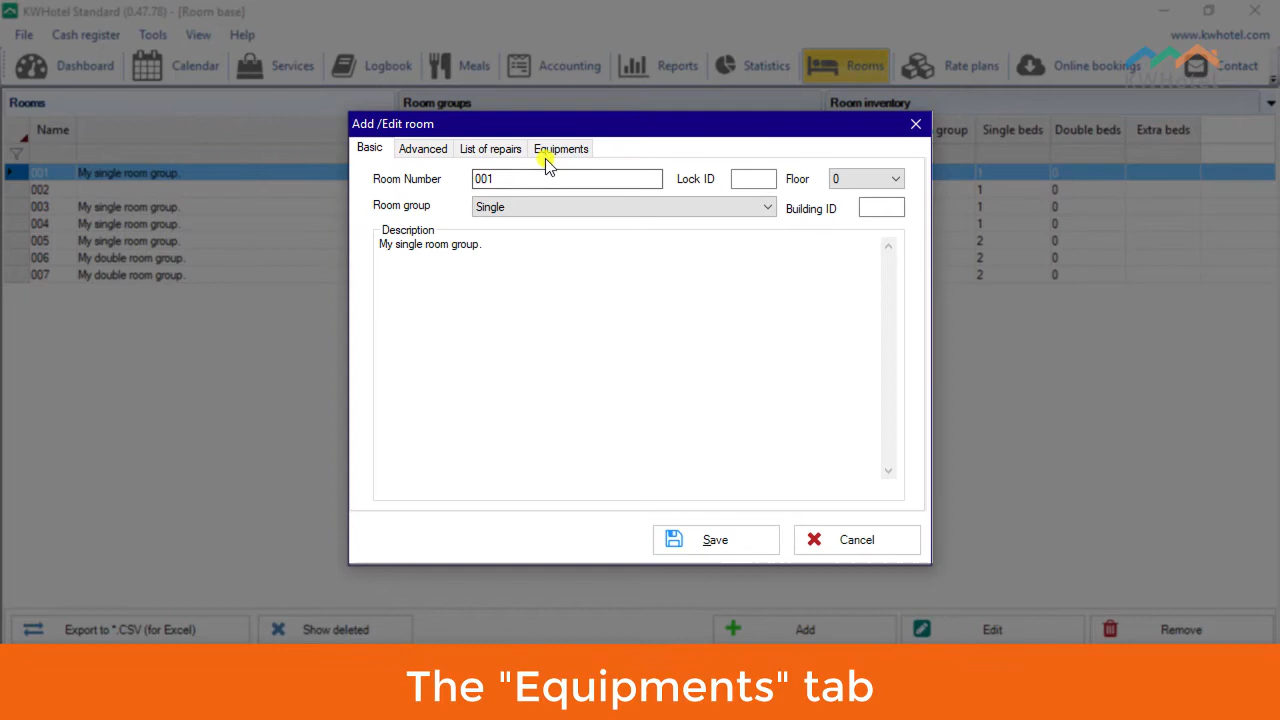 KWHotel Standard (0.47.78) - [Room base]
File Cash register Tools View Help
www.kwhotel.com
Dashboard Calendar Services Logbook Meals Accounting Reports Statistics Rooms Rate plans Online bookings Contact
KWHotel
Rooms Room groups Room inventory
Name group Single beds Double beds Extra beds
001 My single room group. 1 0
002 1 0
003 My single room group. 1 0
004 My single room group. 1 0
005 My single room group. 2 0
006 My double room group. 2 0
007 My double room group. 2 0
Add /Edit room
Basic Advanced List of repairs Equipments
Room Number 001 Lock ID Floor 0
Room group Single Building ID
Description
My single room group.
Save Cancel
Export to *.CSV (for Excel) Show deleted Add Edit Remove
The "Equipments" tab